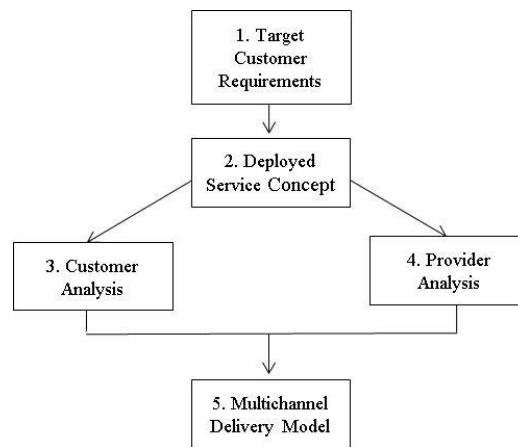 1. Target
Customer
Requirements
2. Deployed
Service Concept
3. Customer
Analysis
4. Provider
Analysis
5. Multichannel
Delivery Model